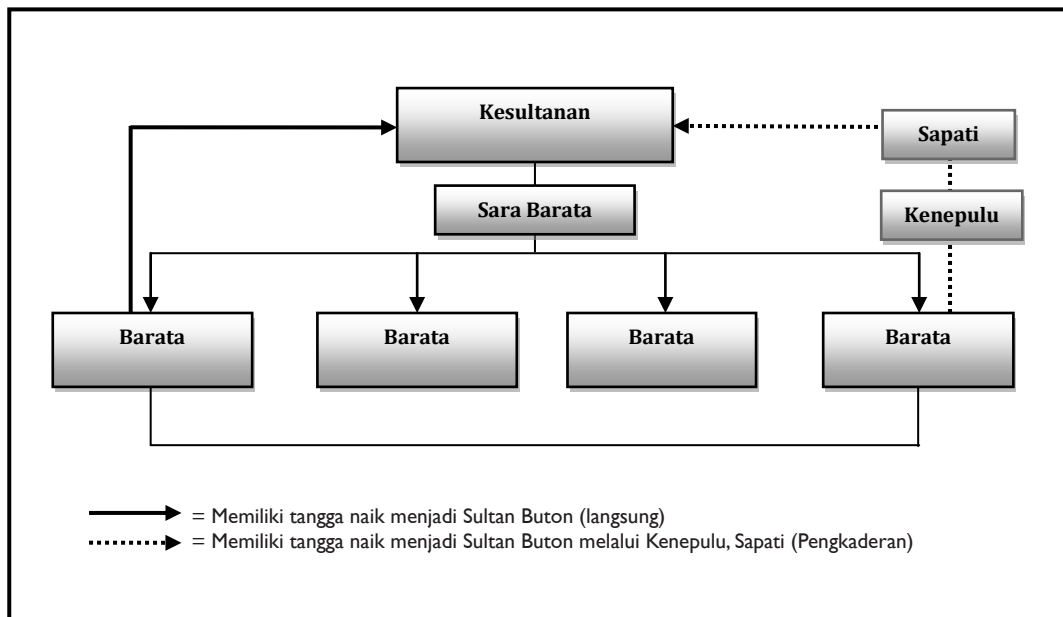 Kesultanan
Sapati
Sara Barata
Kenepulu
Barata
Barata
Barata
Barata
= Memiliki tangga naik menjadi Sultan Buton (langsung)
= Memiliki tangga naik menjadi Sultan Buton melalui Kenepulu, Sapati (Pengkaderan)